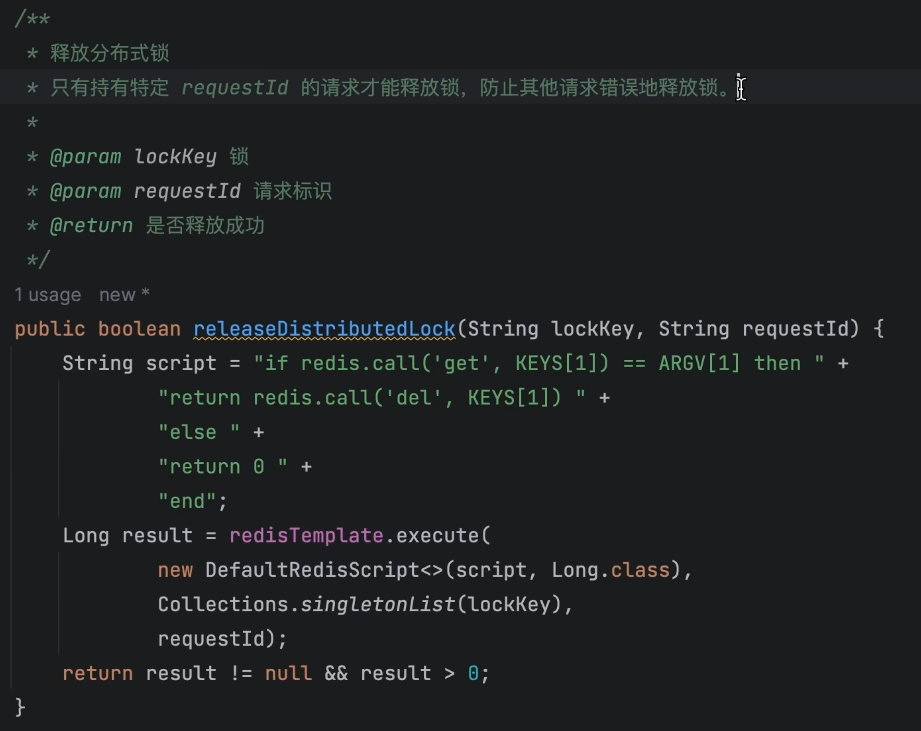 /**
* 释放分布式锁
* 只有持有特定 requestId 的请求才能释放锁，防止其他请求错误地释放锁。
*
* @param lockKey 锁
* @param requestId 请求标识
* @return 是否释放成功
*/
1 usage new *
public boolean releaseDistributedLock(String lockKey, String requestId) {
String script = "if redis.call('get', KEYS[1]) == ARGV[1] then " +
"return redis.call('del', KEYS[1]) " +
"else " +
"return 0 " +
"end";
Long result = redisTemplate.execute(
new DefaultRedisScript<>(script, Long.class),
Collections.singletonList(lockKey),
requestId);
return result != null && result > 0;
}